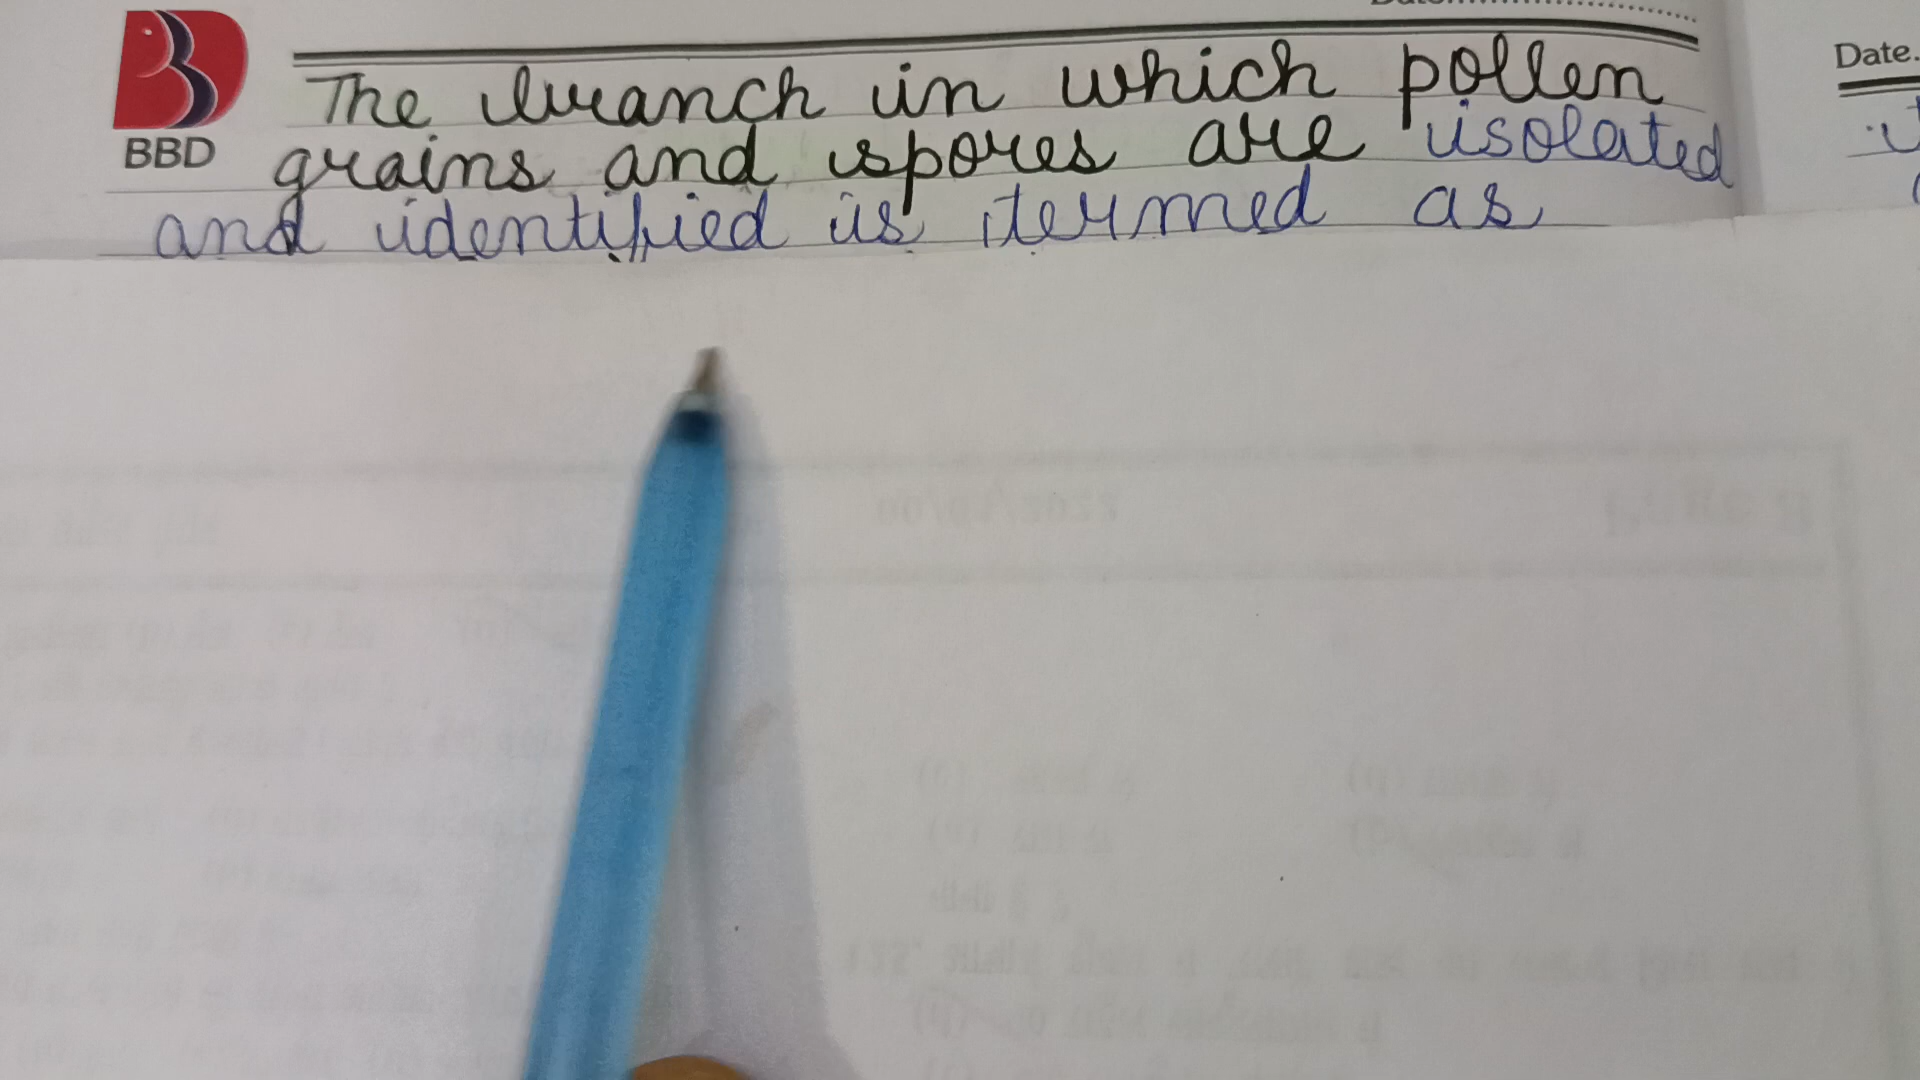 The branch in which pollen
grains and spores are isolated
and identified is termed as
BBD
Date.